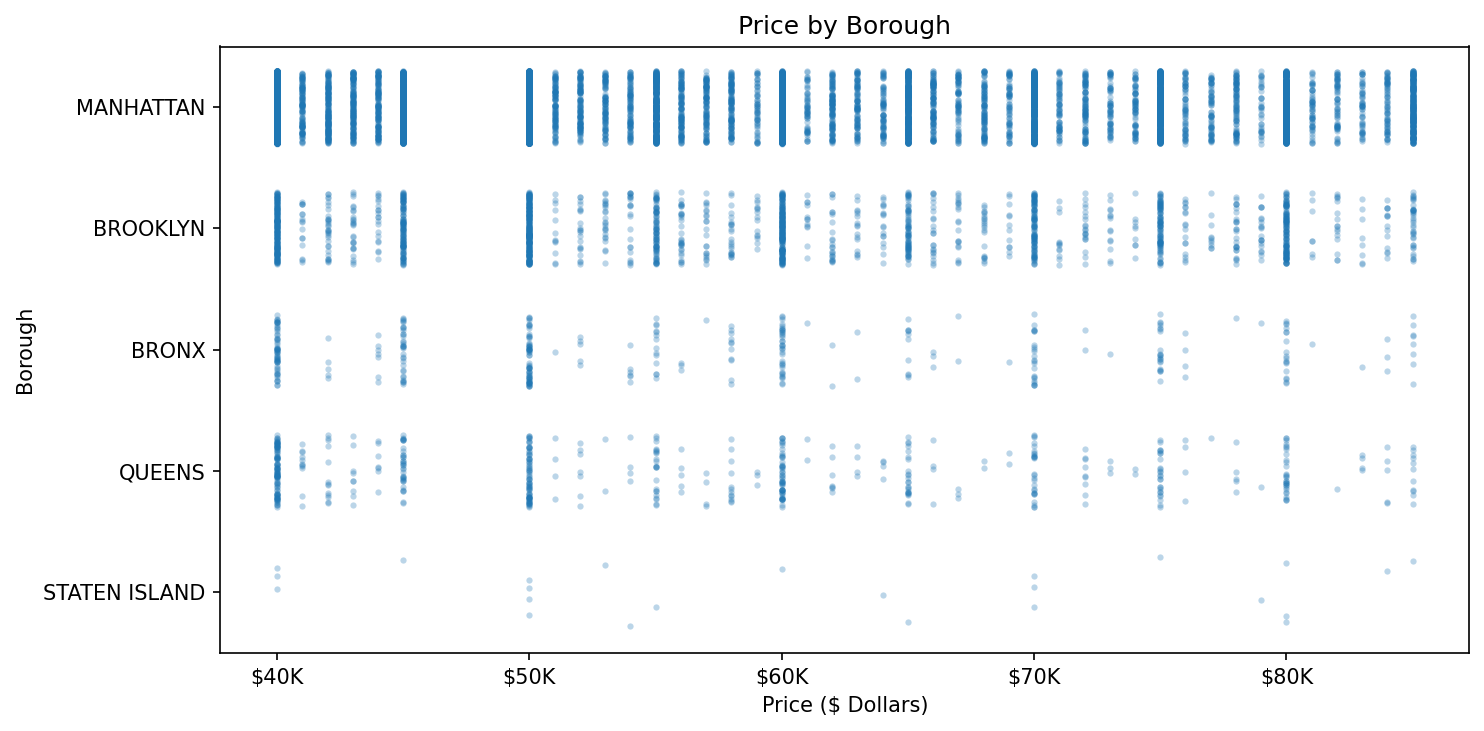 Price by Borough
MANHATTAN
BROOKLYN
BRONX
QUEENS
STATEN ISLAND
Borough
$40K
$50K
$60K
$70K
$80K
Price ($ Dollars)